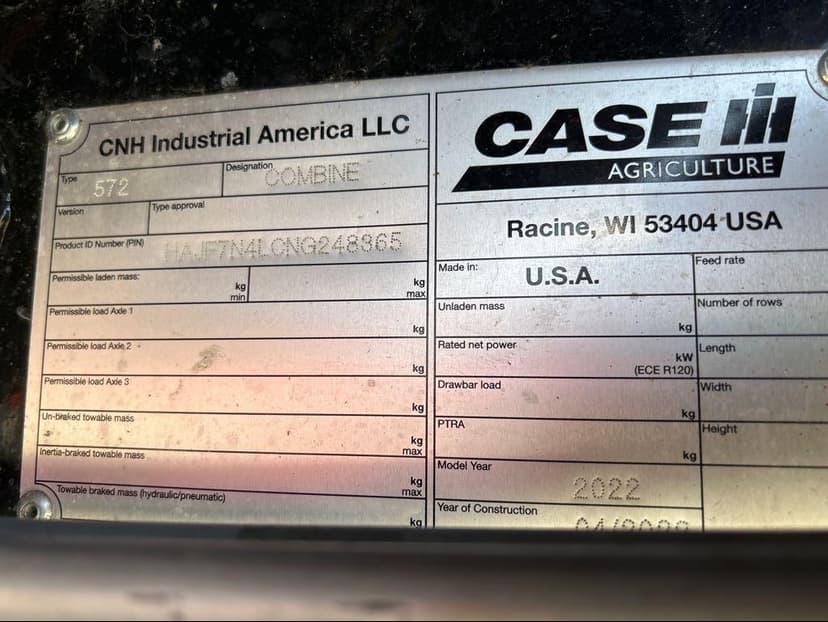 CNH Industrial America LLC
Type 572
Designation COMBINE
Version
Type approval
Product ID Number (PIN) HAJF7N4LCNG248365
Permissible laden mass:
kg
min
kg
max
Permissible load Axle 1
kg
Permissible load Axle 2
kg
Permissible load Axle 3
kg
Un-braked towable mass
kg
max
Inertia-braked towable mass
kg
max
Towable braked mass (hydraulic/pneumatic)
kg
CASE IH
AGRICULTURE
Racine, WI 53404 USA
Made in: U.S.A.
Feed rate
Unladen mass
kg
Number of rows
Rated net power
kW
(ECE R120)
Length
Drawbar load
kg
Width
PTRA
kg
Height
Model Year 2022
Year of Construction